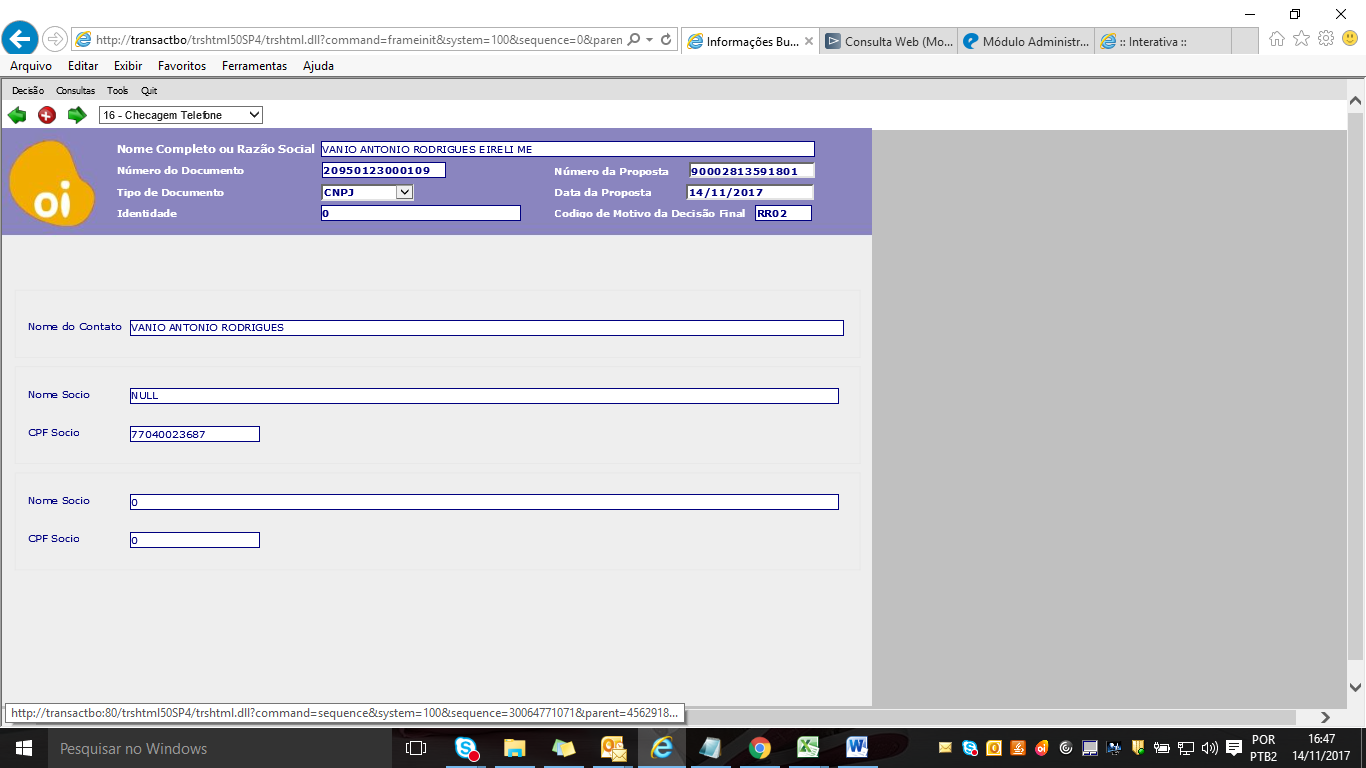 http://transactbo/trshtml50SP4/trshtml.dll?command=frameinit&system=100&sequence=0&paren
Informações Bu...
Consulta Web (Mo...
Módulo Administr...
:: Interativa ::
Arquivo Editar Exibir Favoritos Ferramentas Ajuda
Decisão Consultas Tools Quit
16 - Checagem Telefone
oi
Nome Completo ou Razão Social VANIO ANTONIO RODRIGUES EIRELI ME
Número do Documento 20950123000109 Número da Proposta 90002813591801
Tipo de Documento CNPJ Data da Proposta 14/11/2017
Identidade 0 Codigo de Motivo da Decisão Final RR02
Nome do Contato VANIO ANTONIO RODRIGUES
Nome Socio NULL
CPF Socio 77040023687
Nome Socio 0
CPF Socio 0
http://transactbo:80/trshtml50SP4/trshtml.dll?command=sequence&system=100&sequence=30064771071&parent=4562918...
Pesquisar no Windows
POR
PTB2
16:47
14/11/2017